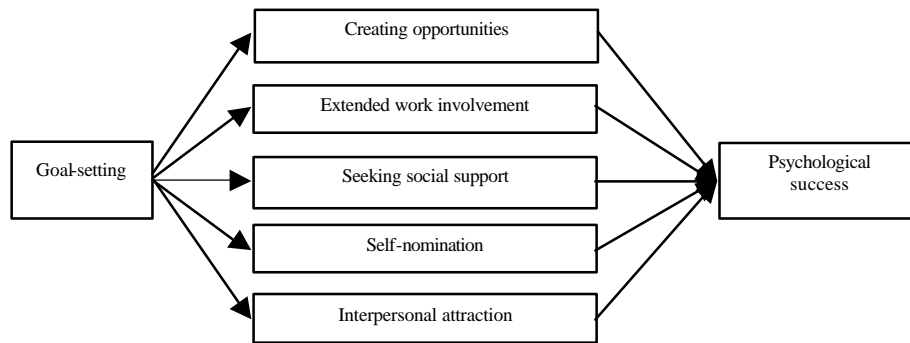 Creating opportunities
Extended work involvement
Goal-setting
Seeking social support
Psychological
success
Self-nomination
Interpersonal attraction